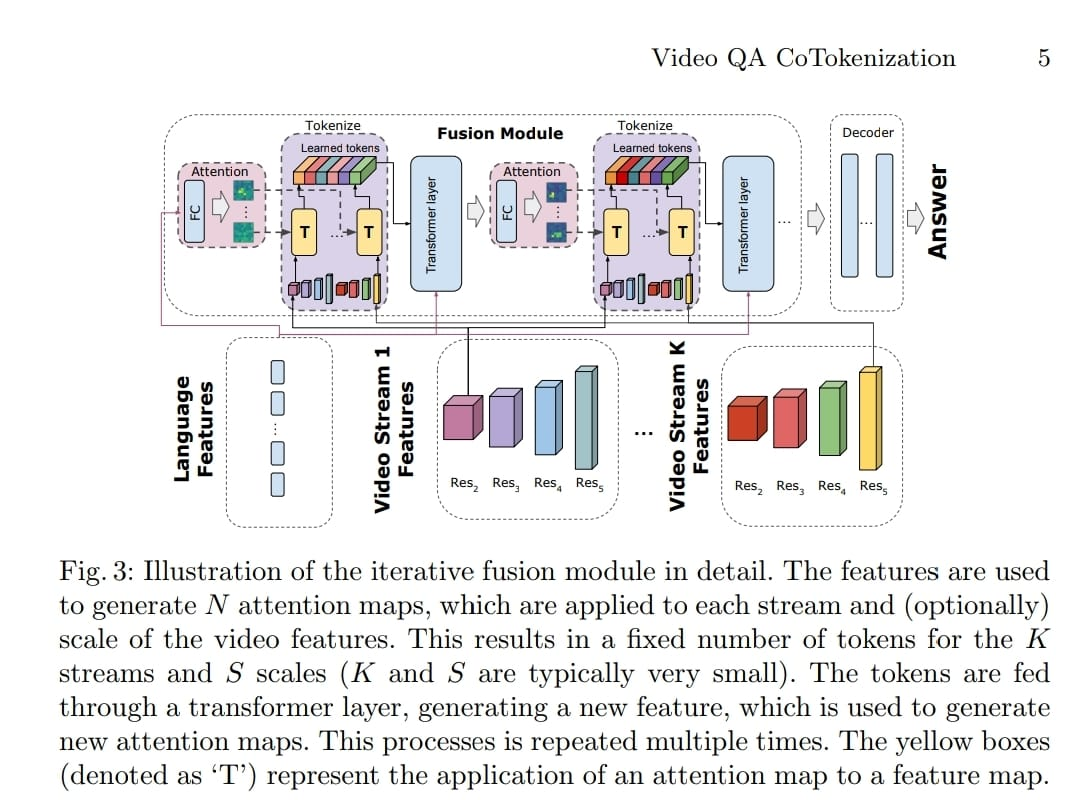 Video QA CoTokenization 5
Tokenize
Fusion Module
Tokenize
Decoder
Learned tokens
Learned tokens
Attention
Attention
FC
T
...
T
Transformer layer
FC
T
...
T
Transformer layer
...
...
Answer
Language
Features
...
Video Stream 1
Features
Res2 Res3 Res4 Res5
...
Video Stream K
Features
Res2 Res3 Res4 Res5
Fig. 3: Illustration of the iterative fusion module in detail. The features are used
to generate N attention maps, which are applied to each stream and (optionally)
scale of the video features. This results in a fixed number of tokens for the K
streams and S scales (K and S are typically very small). The tokens are fed
through a transformer layer, generating a new feature, which is used to generate
new attention maps. This processes is repeated multiple times. The yellow boxes
(denoted as ‘T’) represent the application of an attention map to a feature map.